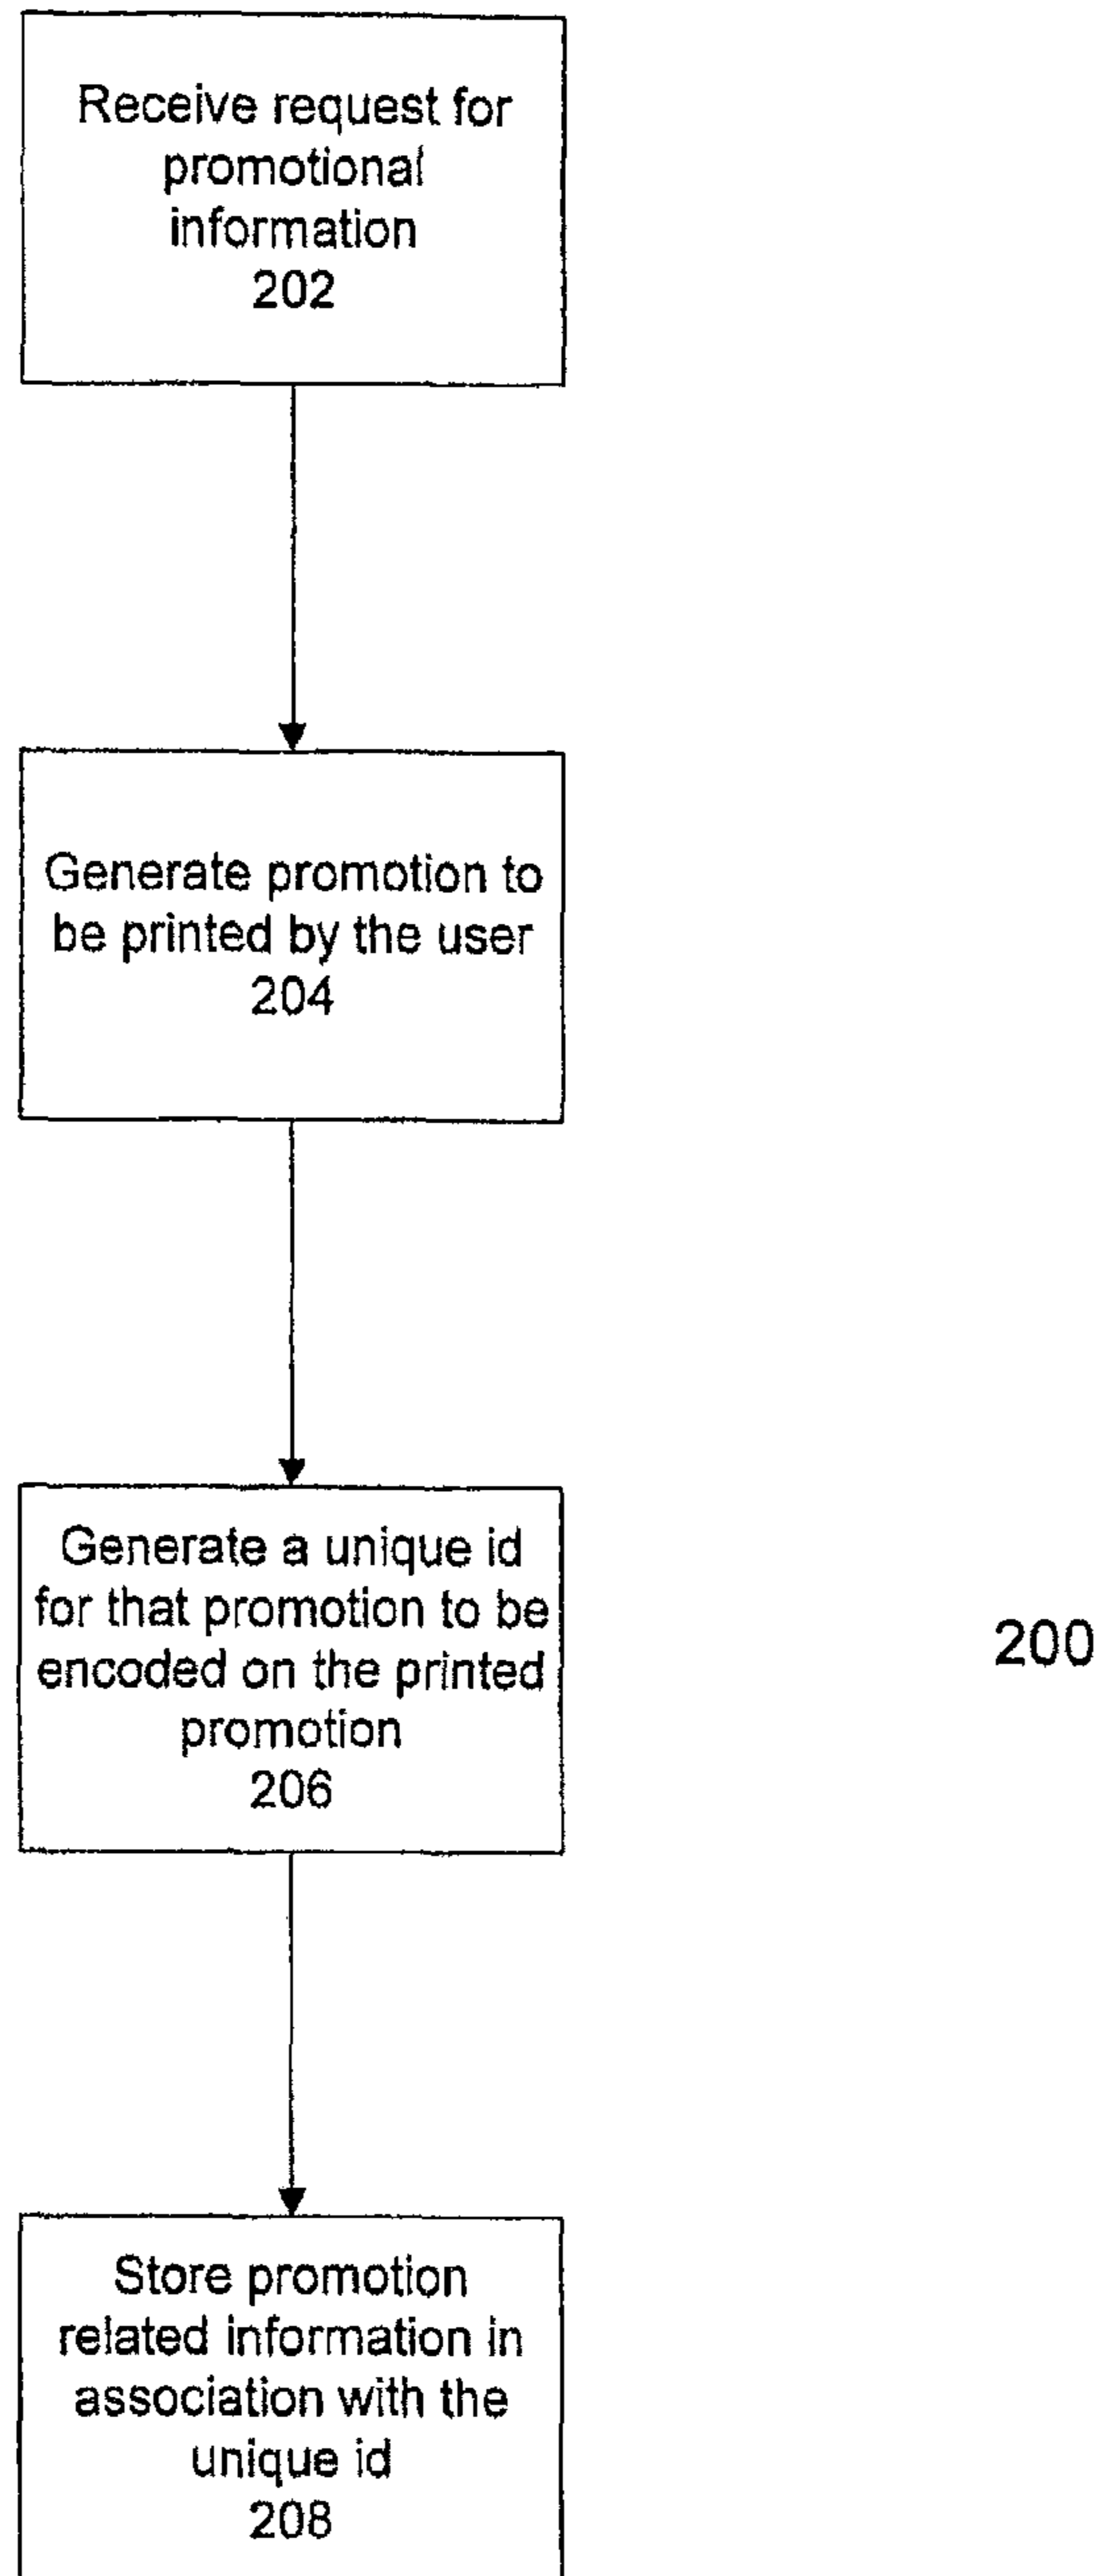 Receive request for
promotional
information
202
Generate promotion to
be printed by the user
204
Generate a unique id
for that promotion to be
encoded on the printed
promotion
206
200
Store promotion
related information in
association with the
unique id
208